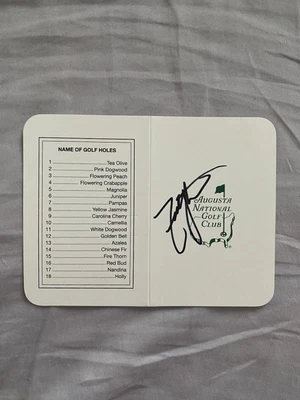 NAME OF GOLF HOLES
1 Tea Olive
2 Pink Dogwood
3 Flowering Peach
4 Flowering Crabapple
5 Magnolia
6 Juniper
7 Pampas
8 Yellow Jasmine
9 Carolina Cherry
10 Camellia
11 White Dogwood
12 Golden Bell
13 Azalea
14 Chinese Fir
15 Fire Thorn
16 Red Bud
17 Nandina
18 Holly
AUGUSTA
NATIONAL
GOLF
CLUB